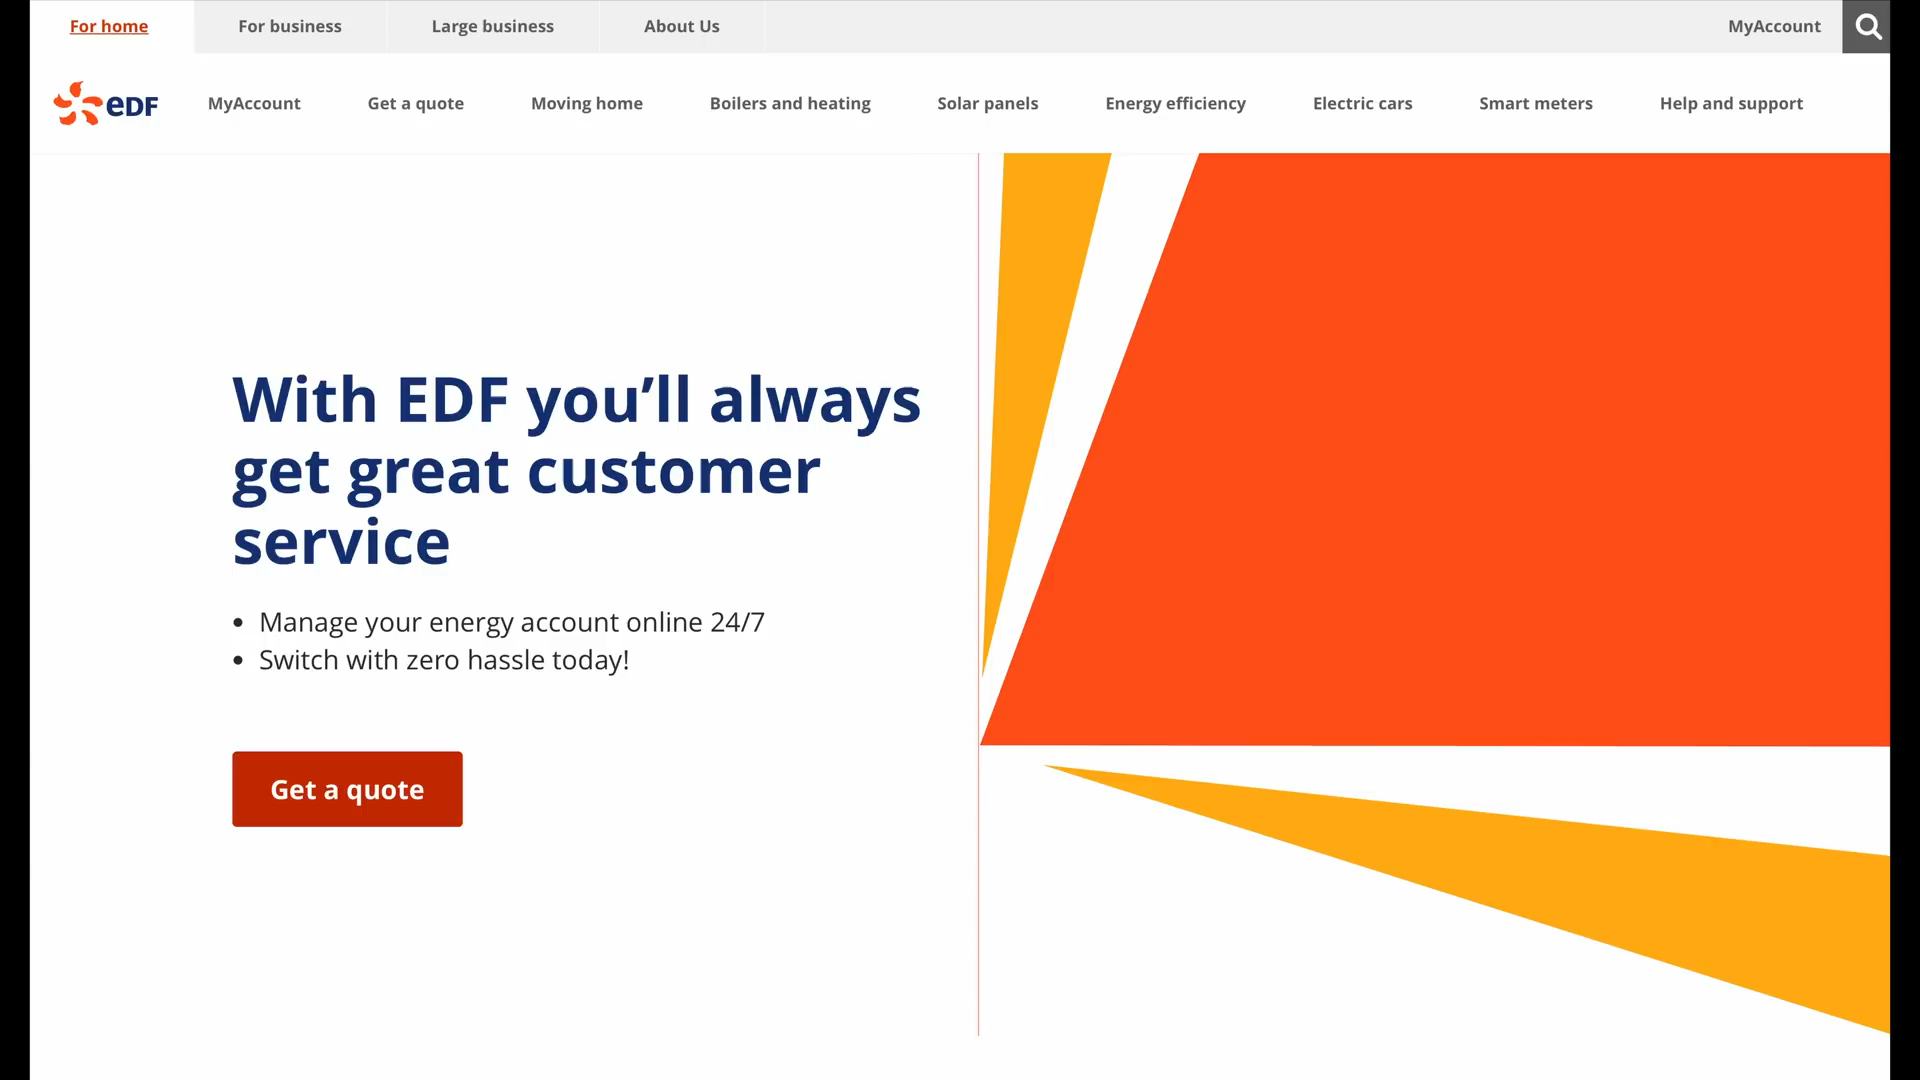 For home
For business
Large business
About Us
MyAccount
eDF
MyAccount
Get a quote
Moving home
Boilers and heating
Solar panels
Energy efficiency
Electric cars
Smart meters
Help and support
With EDF you’ll always
get great customer
service
• Manage your energy account online 24/7
• Switch with zero hassle today!
Get a quote